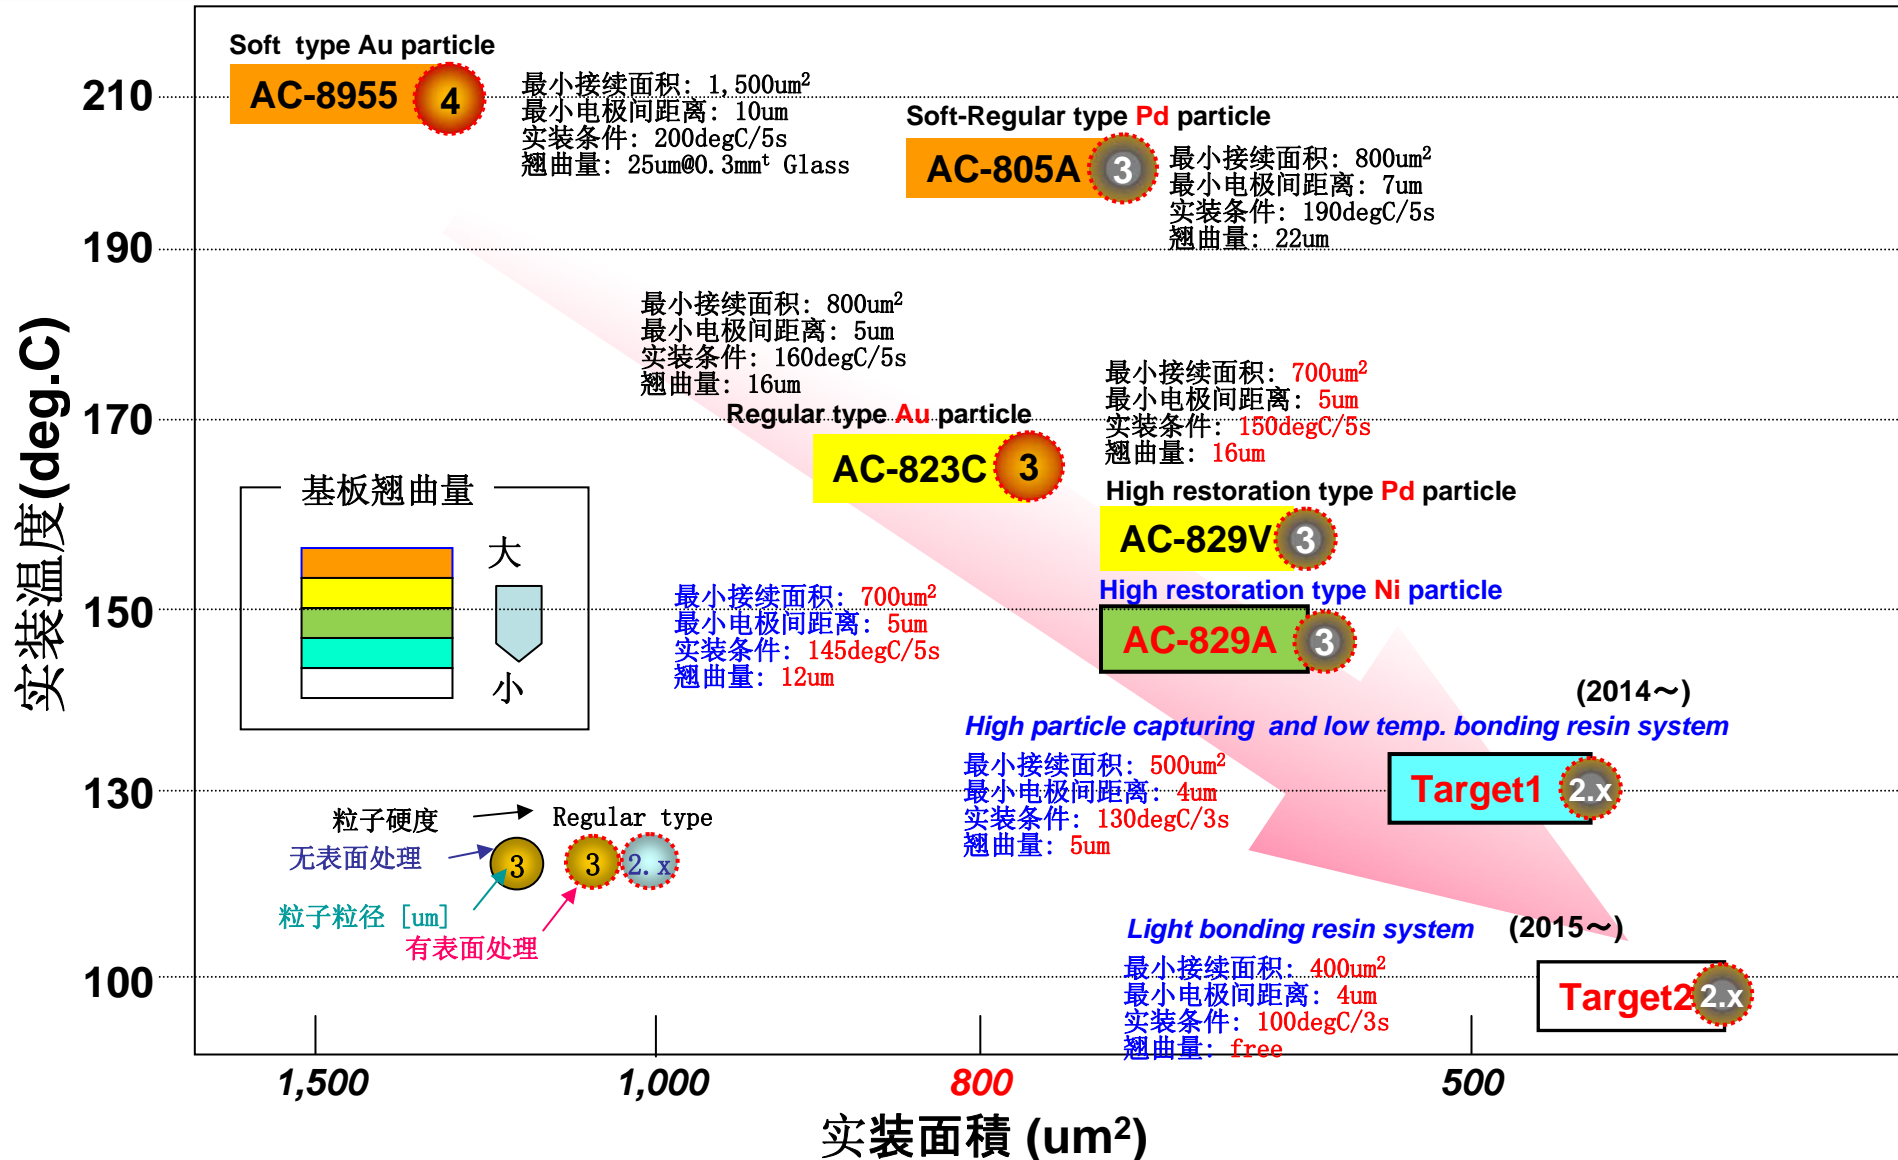 Soft type Au particle
AC-8955
4
最小接续面积: 1,500um²
最小电极间距离: 10um
实装条件: 200degC/5s
翘曲量: 25um@0.3mmᵗ Glass
Soft-Regular type Pd particle
AC-805A
3
最小接续面积: 800um²
最小电极间距离: 7um
实装条件: 190degC/5s
翘曲量: 22um
最小接续面积: 800um²
最小电极间距离: 5um
实装条件: 160degC/5s
翘曲量: 16um
Regular type Au particle
AC-823C
3
最小接续面积: 700um²
最小电极间距离: 5um
实装条件: 150degC/5s
翘曲量: 16um
High restoration type Pd particle
AC-829V
3
最小接续面积: 700um²
最小电极间距离: 5um
实装条件: 145degC/5s
翘曲量: 12um
High restoration type Ni particle
AC-829A
3
(2014～)
High particle capturing and low temp. bonding resin system
最小接续面积: 500um²
最小电极间距离: 4um
实装条件: 130degC/3s
翘曲量: 5um
Target1
2.x
Light bonding resin system
(2015～)
最小接续面积: 400um²
最小电极间距离: 4um
实装条件: 100degC/3s
翘曲量: free
Target2
2.x
基板翘曲量
大
小
粒子硬度
Regular type
无表面处理
3
3
2.x
粒子粒径 [um]
有表面处理
实装温度(deg.C)
210
190
170
150
130
100
1,500
1,000
800
500
实装面積 (um²)